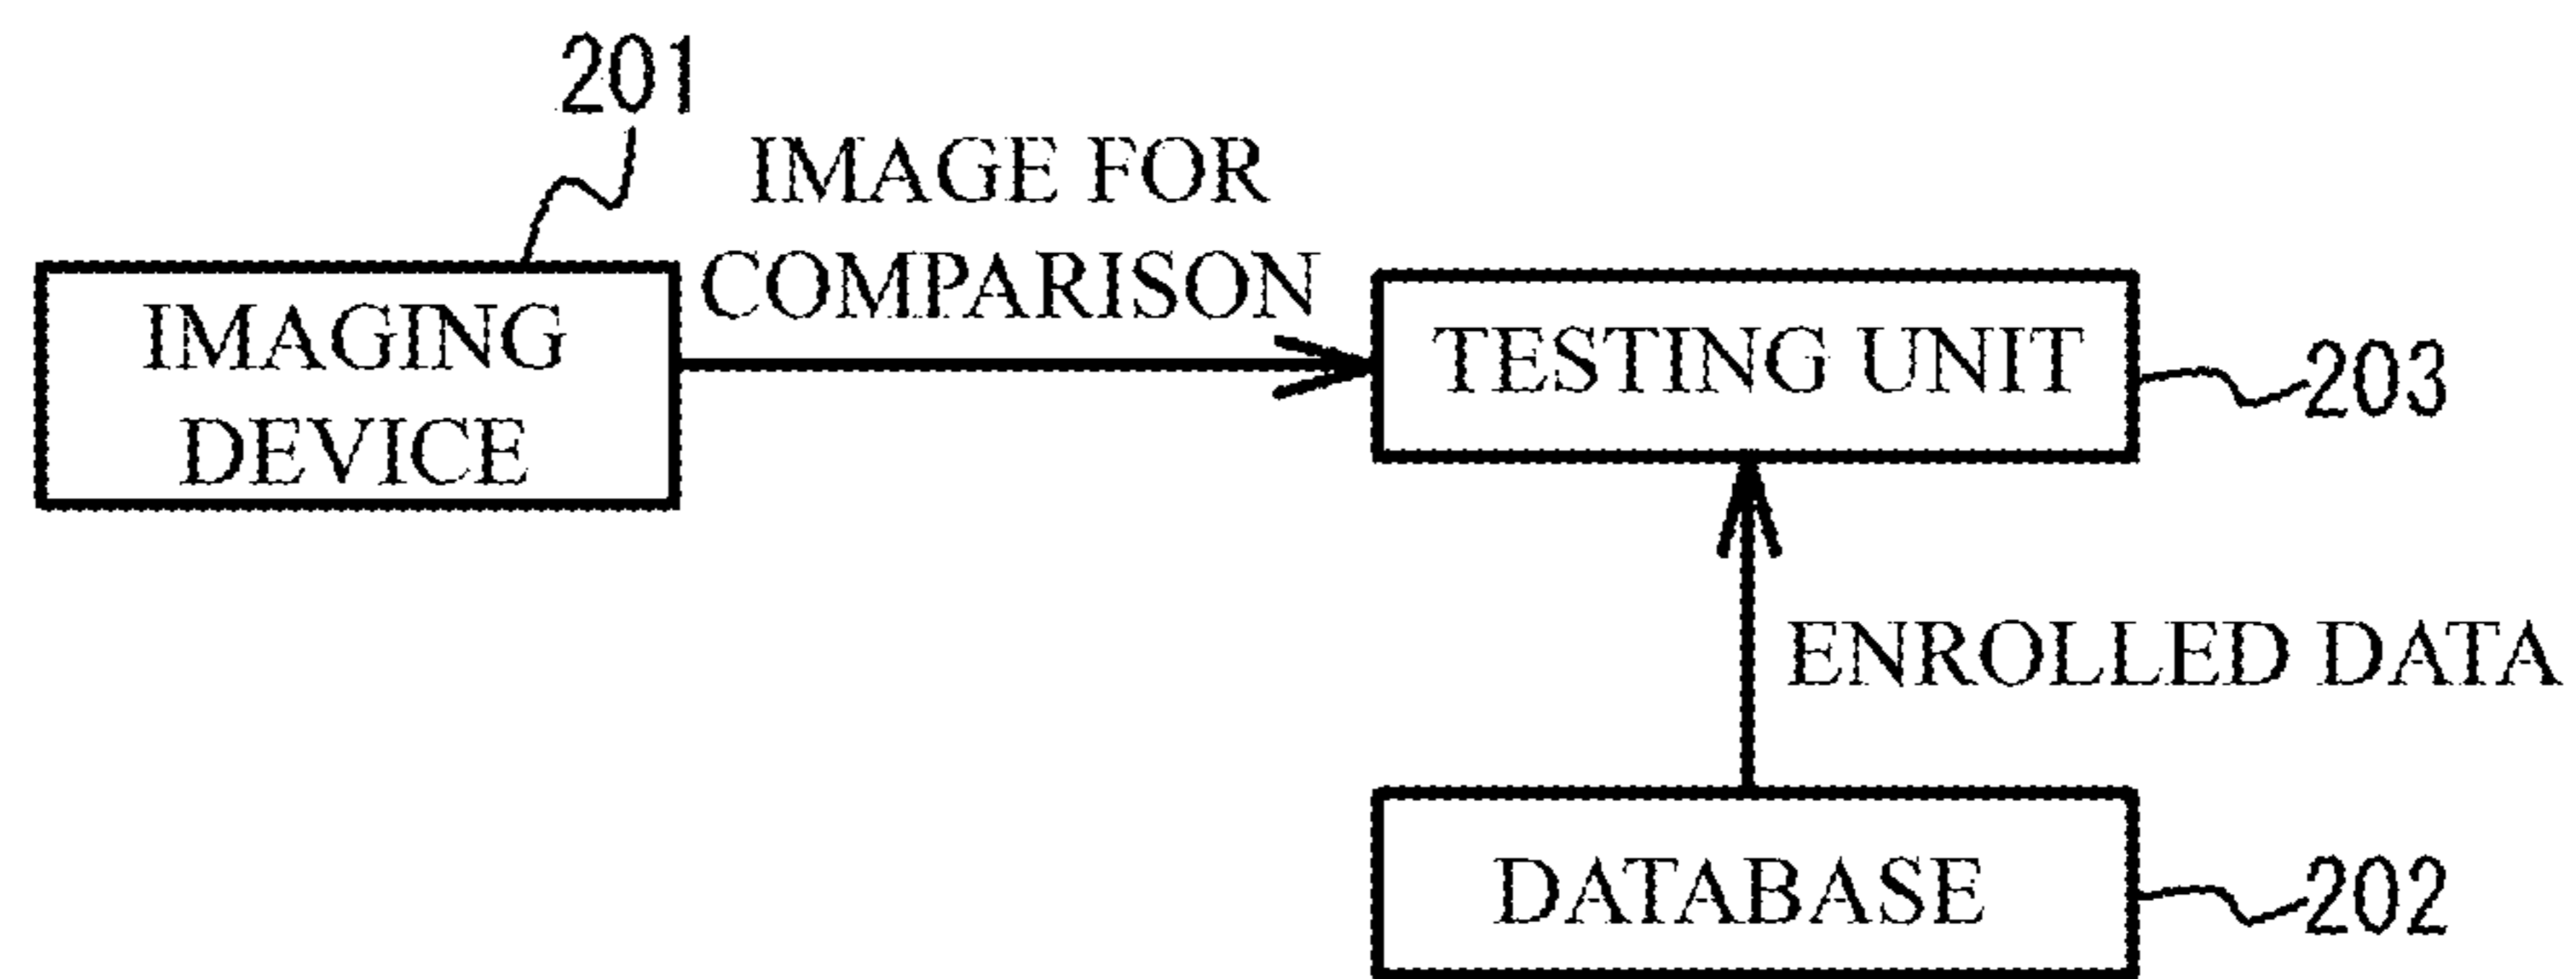 201
IMAGE FOR
COMPARISON
IMAGING
DEVICE
TESTING UNIT
203
ENROLLED DATA
DATABASE
202